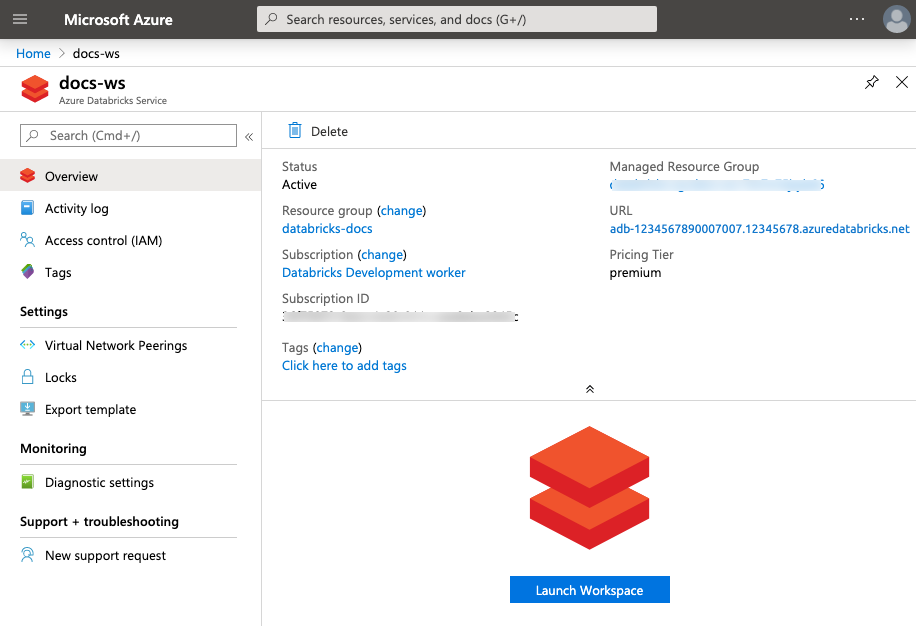 Microsoft Azure
Search resources, services, and docs (G+/)
Home > docs-ws
docs-ws
Azure Databricks Service
Search (Cmd+/)
Overview
Activity log
Access control (IAM)
Tags
Settings
Virtual Network Peerings
Locks
Export template
Monitoring
Diagnostic settings
Support + troubleshooting
New support request
Delete
Status
Active
Resource group (change)
databricks-docs
Subscription (change)
Databricks Development worker
Subscription ID
Tags (change)
Click here to add tags
Managed Resource Group
URL
adb-1234567890007007.12345678.azuredatabricks.net
Pricing Tier
premium
Launch Workspace